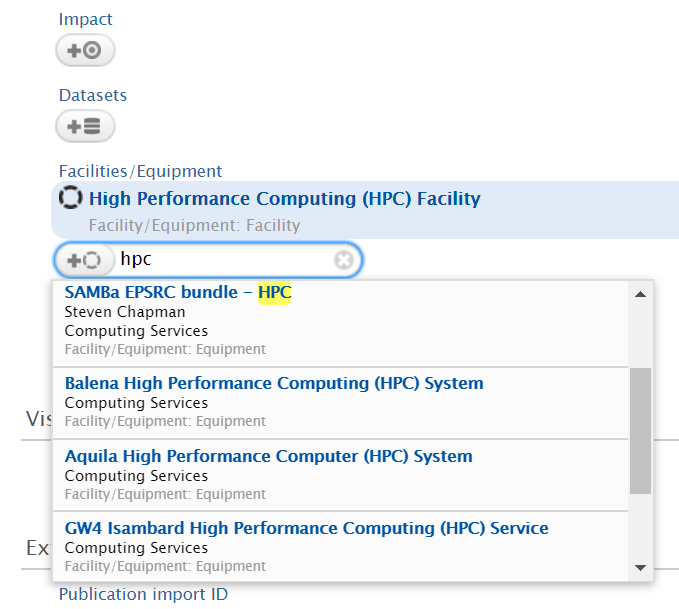 Impact
Datasets
Facilities/Equipment
High Performance Computing (HPC) Facility
Facility/Equipment: Facility
hpc
SAMBa EPSRC bundle - HPC
Steven Chapman
Computing Services
Facility/Equipment: Equipment
Balena High Performance Computing (HPC) System
Computing Services
Facility/Equipment: Equipment
Vis
Aquila High Performance Computer (HPC) System
Computing Services
Facility/Equipment: Equipment
GW4 Isambard High Performance Computing (HPC) Service
Ex
Computing Services
Facility/Equipment: Equipment
Publication import ID